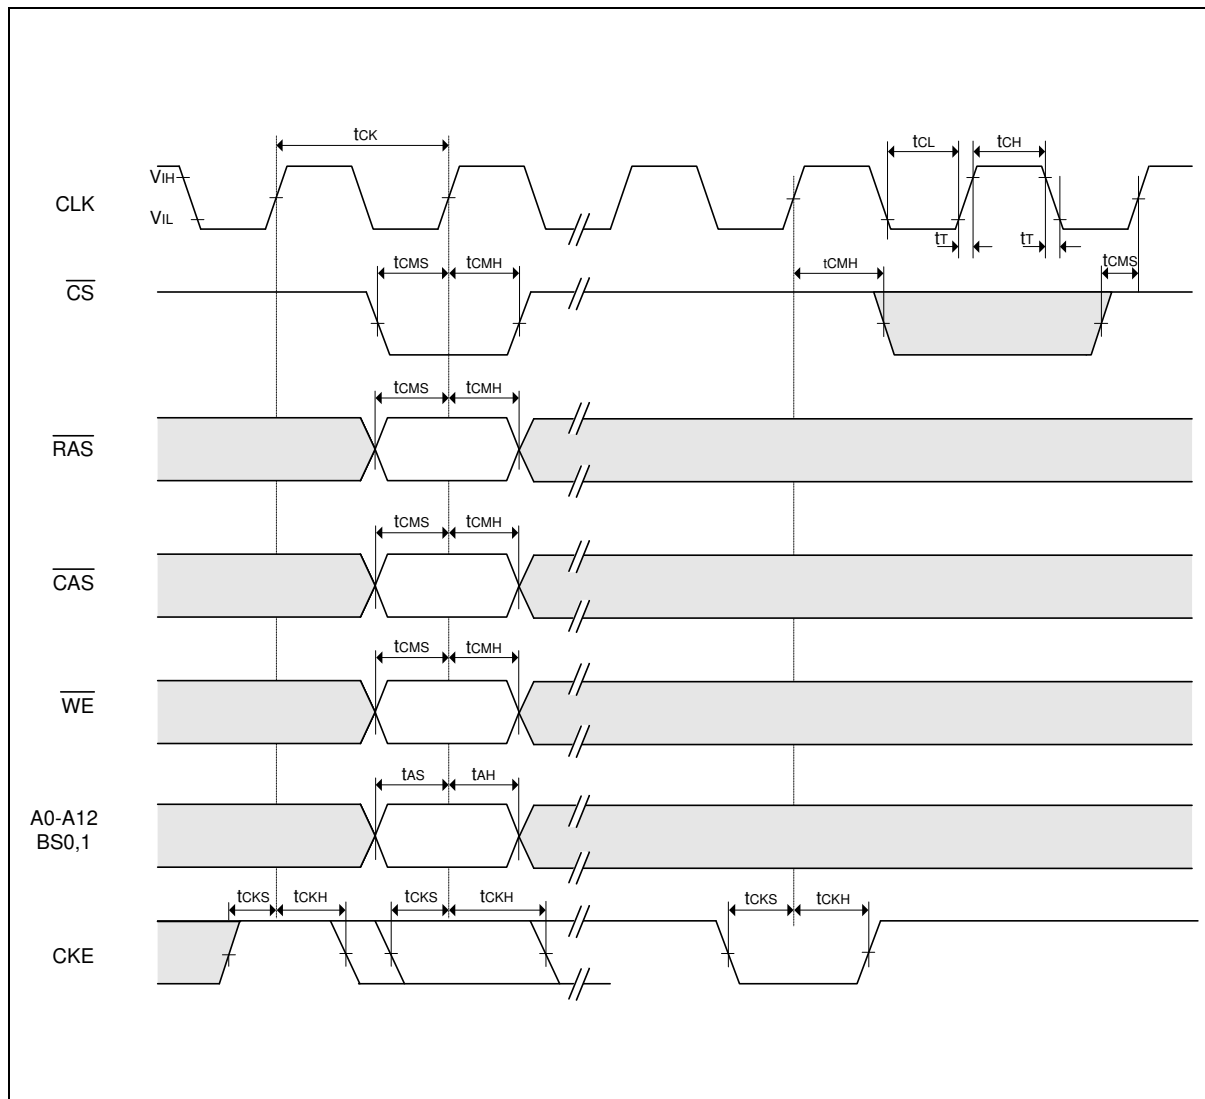 tCK
tCL
tCH
VIH
CLK
VIL
tT
tT
tCMS
tCMH
tCMH
tCMS
CS
tCMS
tCMH
RAS
tCMS
tCMH
CAS
tCMS
tCMH
WE
tAS
tAH
A0-A12
BS0,1
tCKS
tCKH
tCKS
tCKH
tCKS
tCKH
CKE